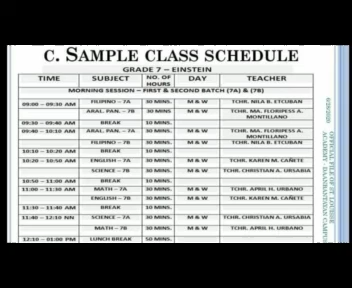 C. SAMPLE CLASS SCHEDULE
GRADE 7 – EINSTEIN
TIME SUBJECT NO. OF HOURS DAY TEACHER
MORNING SESSION – FIRST & SECOND BATCH (7A & 7B)
09:00 – 09:30 AM FILIPINO – 7A 30 MINS. M & W TCHR. NILA B. ETCUBAN
ARAL. PAN. – 7B 30 MINS. M & W TCHR. MA. FLORIPESS A. MONTILLANO
09:30 – 09:40 AM BREAK 10 MINS.
09:40 – 10:10 AM ARAL. PAN. – 7A 30 MINS. M & W TCHR. MA. FLORIPESS A. MONTILLANO
FILIPINO – 7B 30 MINS. M & W TCHR. NILA B. ETCUBAN
10:10 – 10:20 AM BREAK 10 MINS.
10:20 – 10:50 AM ENGLISH – 7A 30 MINS. M & W TCHR. KAREN M. CAÑETE
SCIENCE – 7B 30 MINS. M & W TCHR. CHRISTIAN A. URSABIA
10:50 – 11:00 AM BREAK 10 MINS.
11:00 – 11:30 AM MATH – 7A 30 MINS. M & W TCHR. APRIL H. URBANO
ENGLISH – 7B 30 MINS. M & W TCHR. KAREN M. CAÑETE
11:30 – 11:40 AM BREAK 10 MINS.
11:40 – 12:10 NN SCIENCE – 7A 30 MINS. M & W TCHR. CHRISTIAN A. URSABIA
MATH – 7B 30 MINS. M & W TCHR. APRIL H. URBANO
12:10 – 01:00 PM LUNCH BREAK 50 MINS.
OFFICIAL FILE OF ST. LOUISE